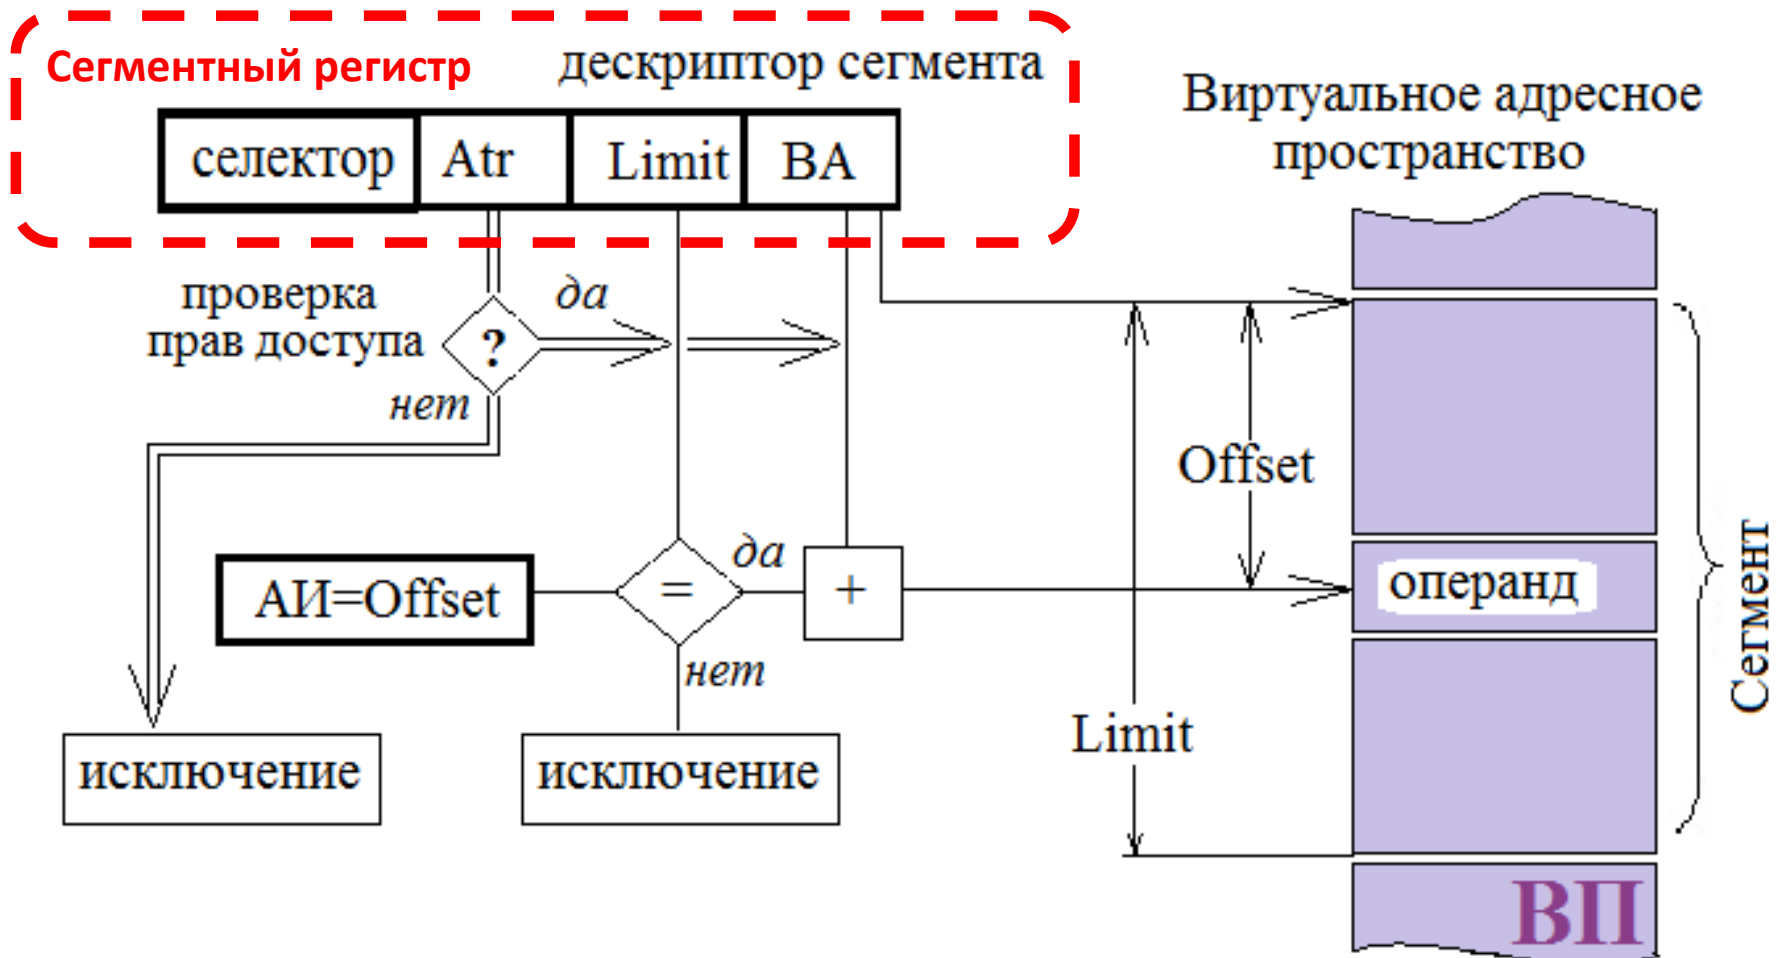 Сегментный регистр
дескриптор сегмента
селектор
Atr
Limit
BA
Виртуальное адресное
пространство
проверка
прав доступа
?
да
нет
Offset
АИ=Offset
=
да
+
операнд
нет
Limit
Сегмент
исключение
исключение
ВП